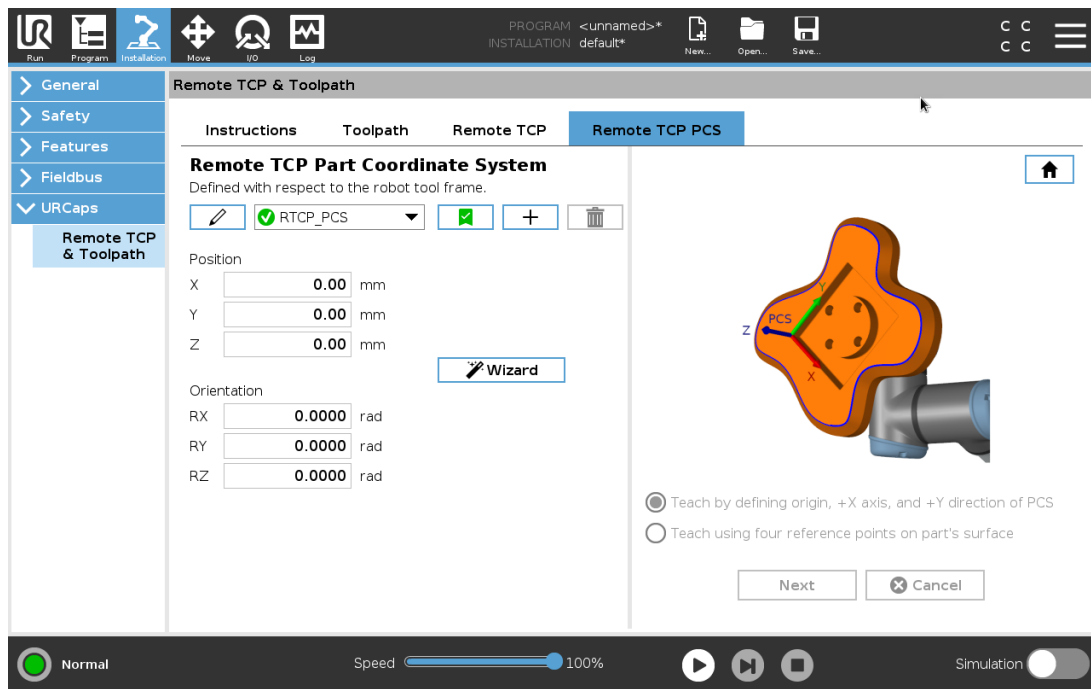 PROGRAM <unnamed>*
INSTALLATION default*
UR
Run
Program
Installation
Move
I/O
Log
New...
Open...
Save...
C C
C C
General
Safety
Features
Fieldbus
URCaps
Remote TCP
& Toolpath
Remote TCP & Toolpath
Instructions
Toolpath
Remote TCP
Remote TCP PCS
Remote TCP Part Coordinate System
Defined with respect to the robot tool frame.
RTCP_PCS
Position
X 0.00 mm
Y 0.00 mm
Z 0.00 mm
Wizard
Orientation
RX 0.0000 rad
RY 0.0000 rad
RZ 0.0000 rad
Y
PCS
Z
X
Teach by defining origin, +X axis, and +Y direction of PCS
Teach using four reference points on part's surface
Next
Cancel
Normal
Speed
100%
Simulation